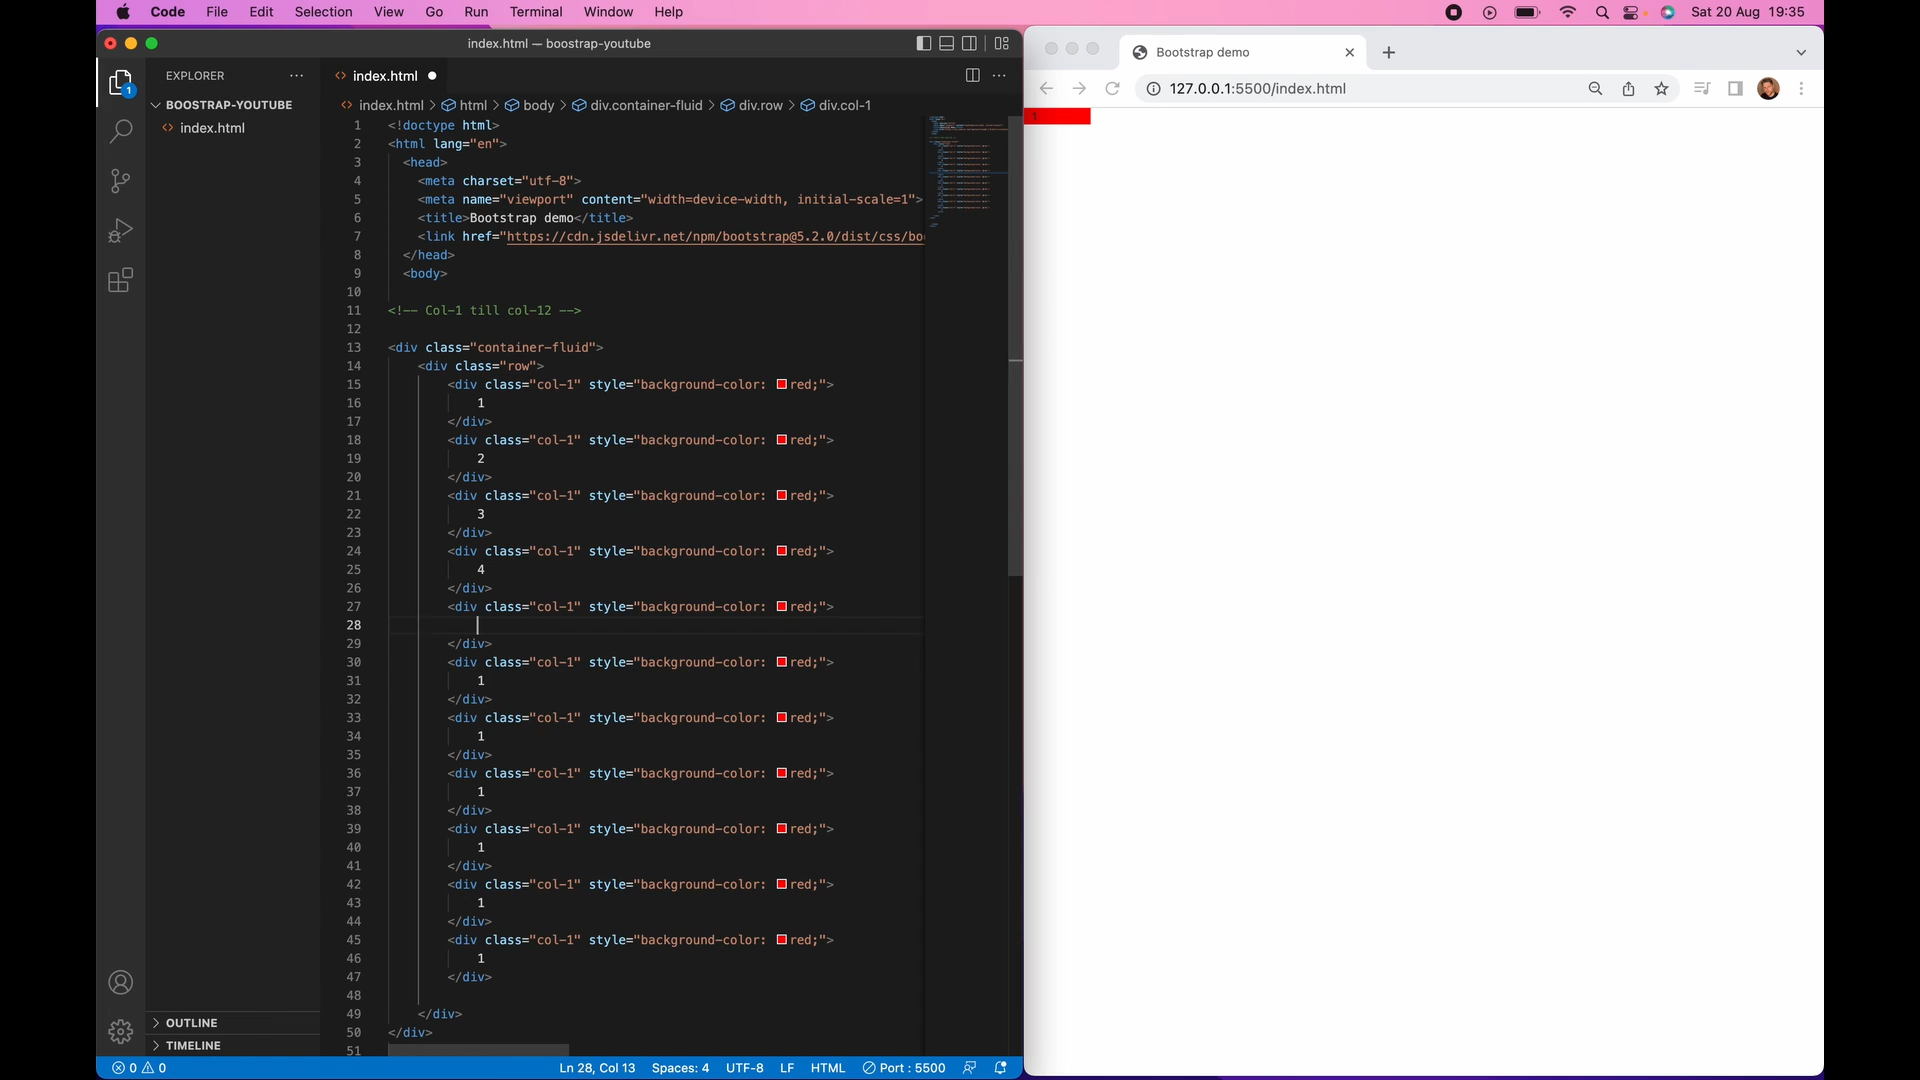 Code File Edit Selection View Go Run Terminal Window Help Sat 20 Aug 19:35
index.html — boostrap-youtube
EXPLORER
BOOSTRAP-YOUTUBE
index.html
1
OUTLINE
TIMELINE
index.html
index.html > html > body > div.container-fluid > div.row > div.col-1
1 <!doctype html>
2 <html lang="en">
3 <head>
4 <meta charset="utf-8">
5 <meta name="viewport" content="width=device-width, initial-scale=1">
6 <title>Bootstrap demo</title>
7 <link href="https://cdn.jsdelivr.net/npm/bootstrap@5.2.0/dist/css/bo
8 </head>
9 <body>
10
11 <!-- Col-1 till col-12 -->
12
13 <div class="container-fluid">
14 <div class="row">
15 <div class="col-1" style="background-color: red;">
16 1
17 </div>
18 <div class="col-1" style="background-color: red;">
19 2
20 </div>
21 <div class="col-1" style="background-color: red;">
22 3
23 </div>
24 <div class="col-1" style="background-color: red;">
25 4
26 </div>
27 <div class="col-1" style="background-color: red;">
28
29 </div>
30 <div class="col-1" style="background-color: red;">
31 1
32 </div>
33 <div class="col-1" style="background-color: red;">
34 1
35 </div>
36 <div class="col-1" style="background-color: red;">
37 1
38 </div>
39 <div class="col-1" style="background-color: red;">
40 1
41 </div>
42 <div class="col-1" style="background-color: red;">
43 1
44 </div>
45 <div class="col-1" style="background-color: red;">
46 1
47 </div>
48
49 </div>
50 </div>
51
0 0 Ln 28, Col 13 Spaces: 4 UTF-8 LF HTML Port : 5500
Bootstrap demo
127.0.0.1:5500/index.html
1